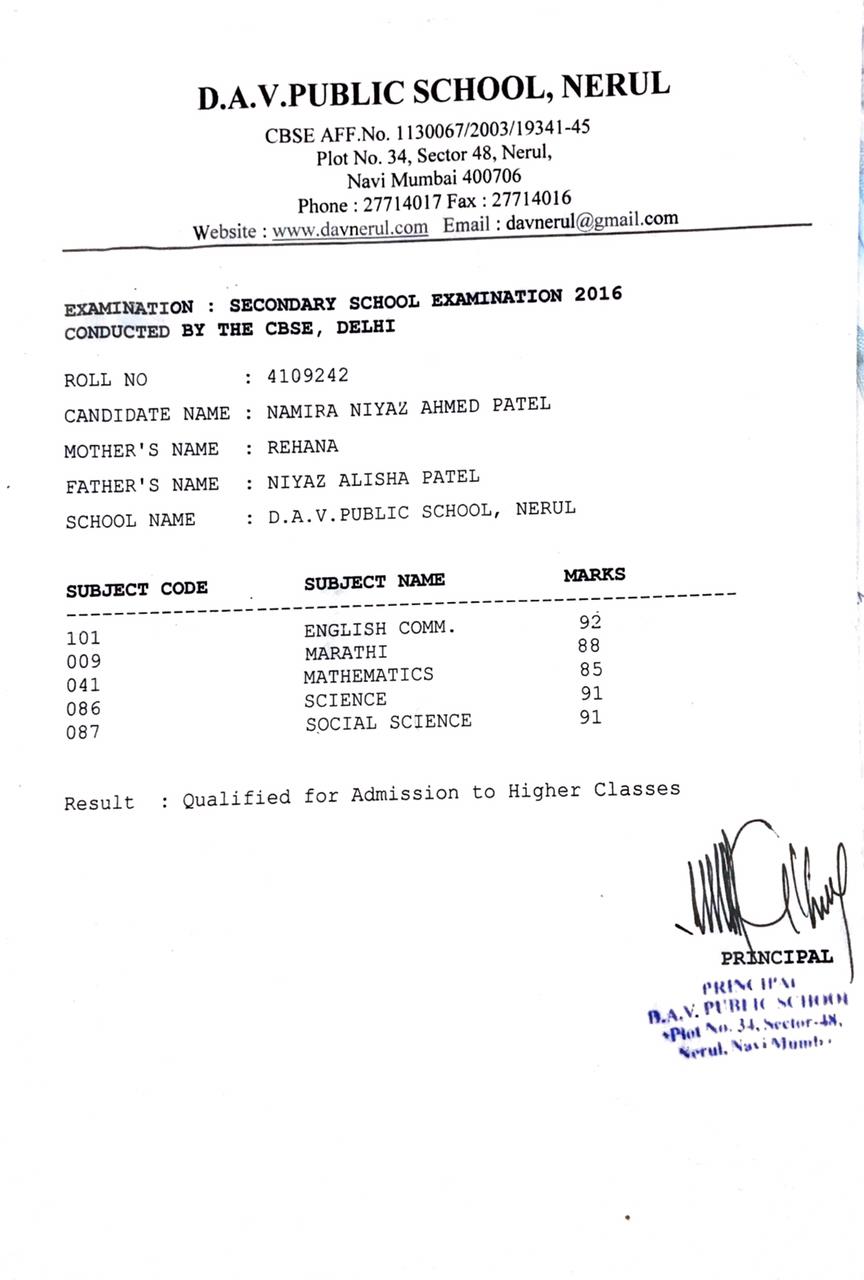 D.A.V.PUBLIC SCHOOL, NERUL
CBSE AFF.No. 1130067/2003/19341-45
Plot No. 34, Sector 48, Nerul,
Navi Mumbai 400706
Phone : 27714017 Fax : 27714016
Website : www.davnerul.com Email : davnerul@gmail.com
EXAMINATION : SECONDARY SCHOOL EXAMINATION 2016
CONDUCTED BY THE CBSE, DELHI
ROLL NO : 4109242
CANDIDATE NAME : NAMIRA NIYAZ AHMED PATEL
MOTHER'S NAME : REHANA
FATHER'S NAME : NIYAZ ALISHA PATEL
SCHOOL NAME : D.A.V.PUBLIC SCHOOL, NERUL
SUBJECT CODE SUBJECT NAME MARKS
101 ENGLISH COMM. 92
009 MARATHI 88
041 MATHEMATICS 85
086 SCIENCE 91
087 SOCIAL SCIENCE 91
Result : Qualified for Admission to Higher Classes
PRINCIPAL
PRINCIPAL
D.A.V. PUBLIC SCHOOL
Plot No. 34, Sector-48,
Nerul, Navi